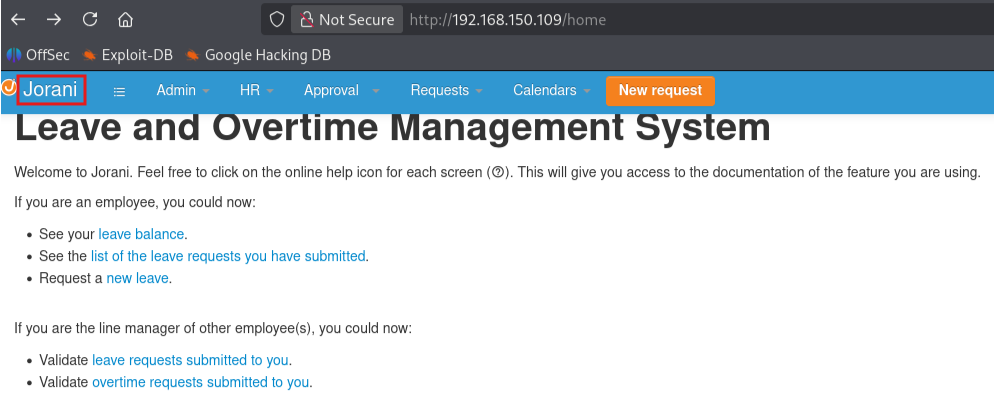 Not Secure http://192.168.150.109/home
OffSec Exploit-DB Google Hacking DB
Jorani Admin HR Approval Requests Calendars New request
Leave and Overtime Management System
Welcome to Jorani. Feel free to click on the online help icon for each screen (?). This will give you access to the documentation of the feature you are using.
If you are an employee, you could now:
• See your leave balance.
• See the list of the leave requests you have submitted.
• Request a new leave.
If you are the line manager of other employee(s), you could now:
• Validate leave requests submitted to you.
• Validate overtime requests submitted to you.